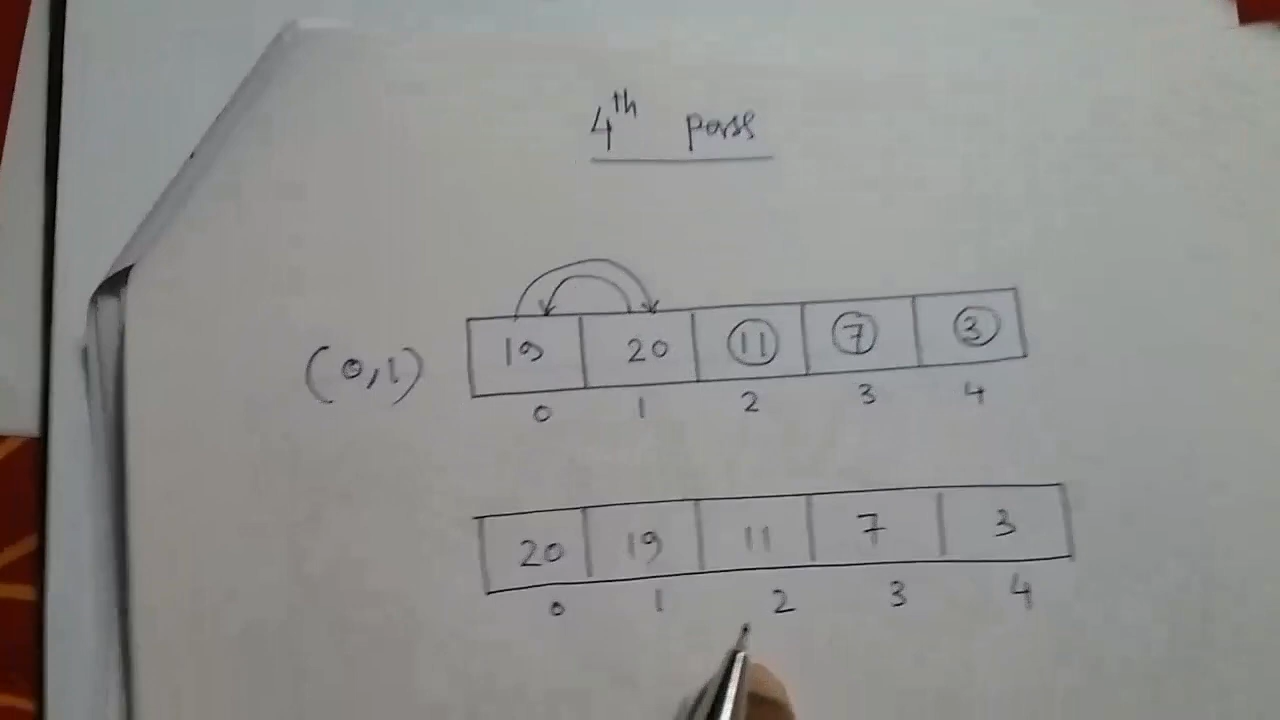 4th pass
(0,1) 19 20 11 7 3
0 1 2 3 4
20 19 11 7 3
0 1 2 3 4